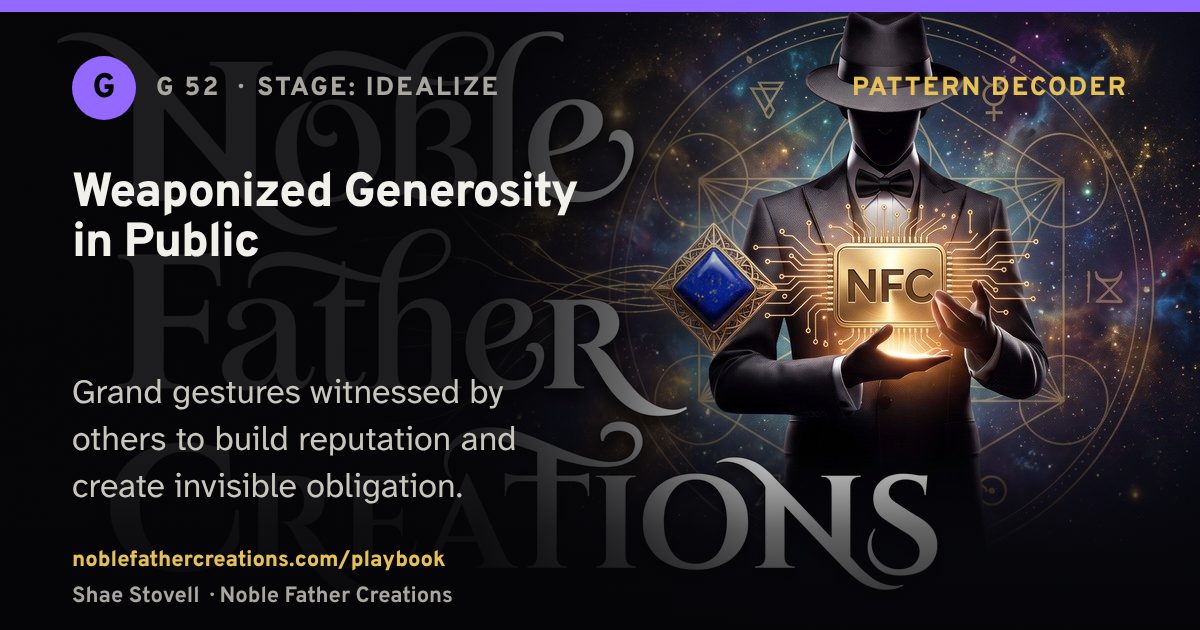 G
G 52 · STAGE: IDEALIZE
PATTERN DECODER
Weaponized Generosity
in Public
Grand gestures witnessed by
others to build reputation and
create invisible obligation.
noblefathercreations.com/playbook
Shae Stovell · Noble Father Creations
Noble
Father
Creations
NFC